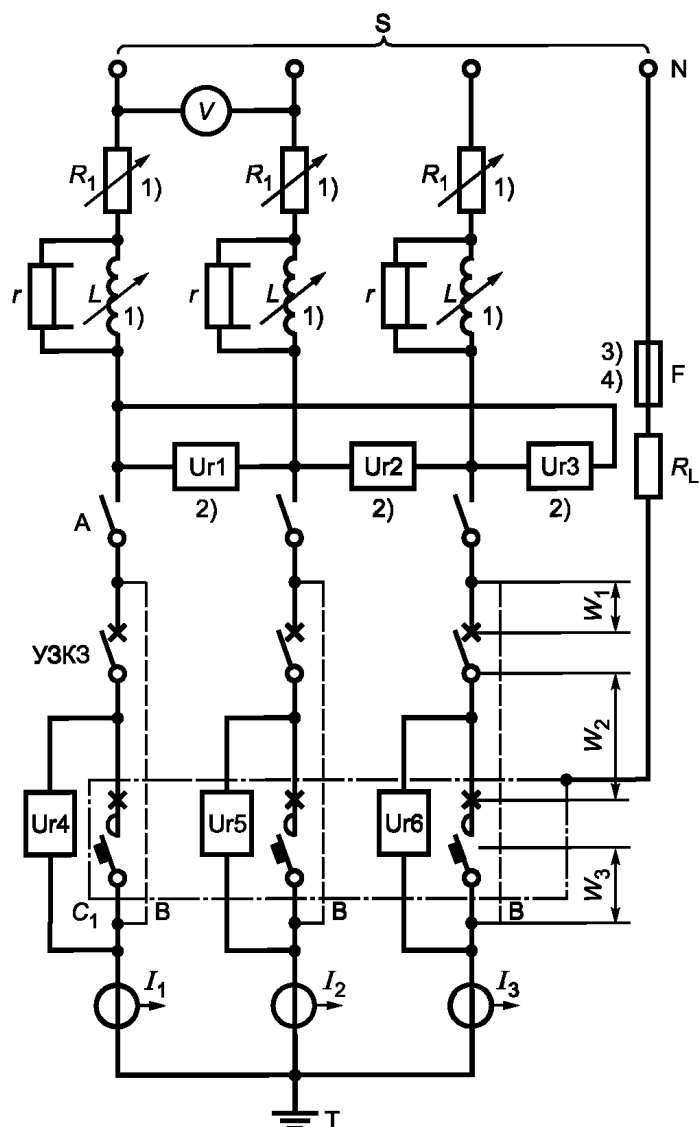 S
N
V
R1 1) R1 1) R1 1)
r L 1) r L 1) r L 1)
3)
4) F
Ur1 Ur2 Ur3 RL
2) 2) 2)
A
W1
УЗКЗ
W2
Ur4 Ur5 Ur6
W3
C1 B B B
I1 I2 I3
T